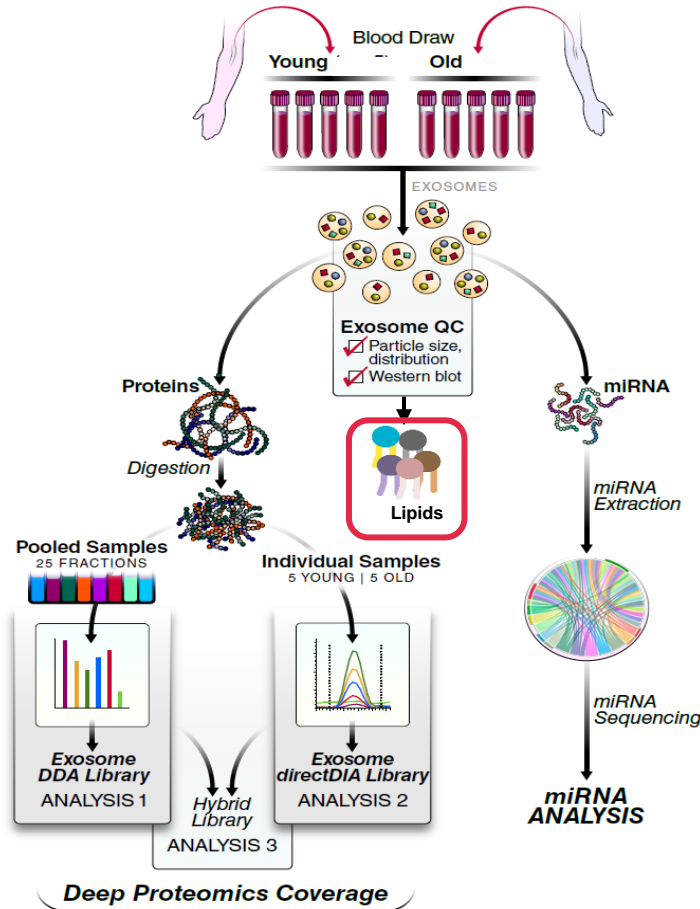 Blood Draw
Young
Old
EXOSOMES
Exosome QC
Particle size,
distribution
Western blot
Proteins
miRNA
Digestion
Lipids
miRNA
Extraction
Pooled Samples
25 FRACTIONS
Individual Samples
5 YOUNG | 5 OLD
miRNA
Sequencing
Exosome
DDA Library
ANALYSIS 1
Exosome
directDIA Library
ANALYSIS 2
Hybrid
Library
ANALYSIS 3
miRNA
ANALYSIS
Deep Proteomics Coverage